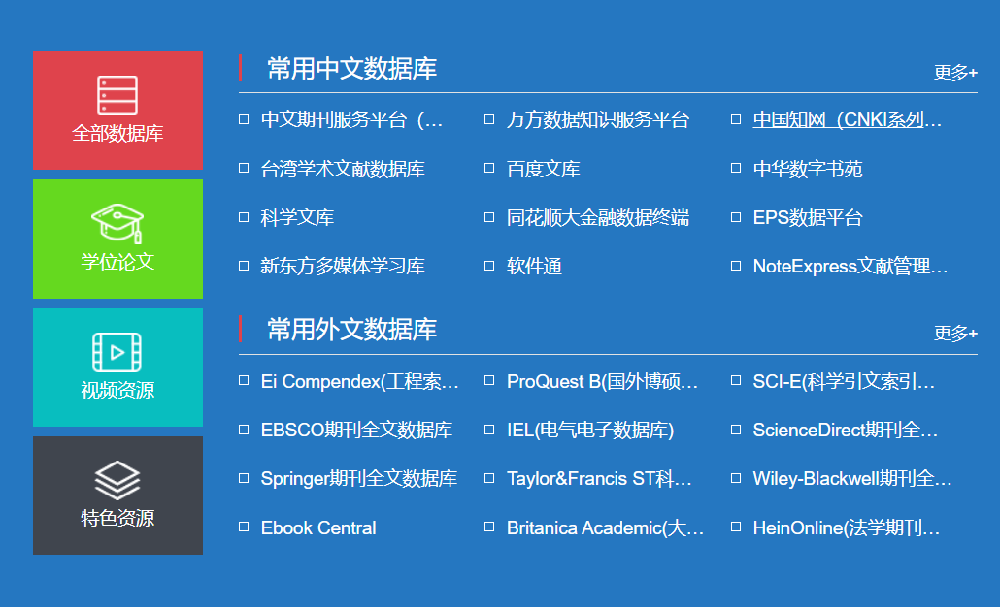 全部数据库
学位论文
视频资源
特色资源
常用中文数据库 更多+
中文期刊服务平台（... 万方数据知识服务平台 中国知网（CNKI系列...
台湾学术文献数据库 百度文库 中华数字书苑
科学文库 同花顺大金融数据终端 EPS数据平台
新东方多媒体学习库 软件通 NoteExpress文献管理...
常用外文数据库 更多+
Ei Compendex(工程索... ProQuest B(国外博硕... SCI-E(科学引文索引...
EBSCO期刊全文数据库 IEL(电气电子数据库) ScienceDirect期刊全...
Springer期刊全文数据库 Taylor&Francis ST科... Wiley-Blackwell期刊全...
Ebook Central Britanica Academic(大... HeinOnline(法学期刊...